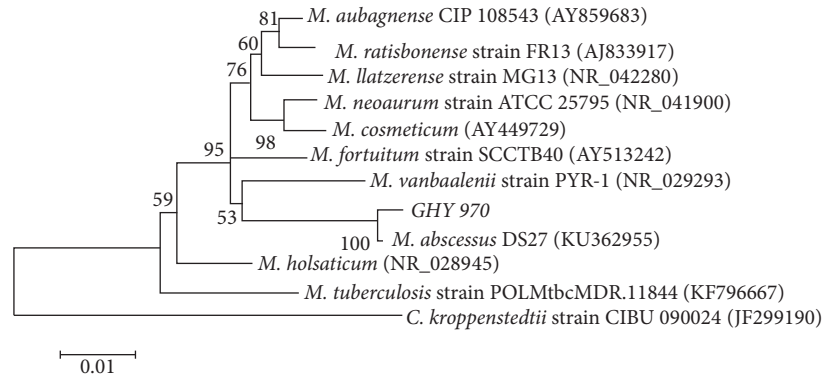 81
M. aubagnense CIP 108543 (AY859683)
60
M. ratisbonense strain FR13 (AJ833917)
76
M. llatzerense strain MG13 (NR_042280)
M. neoaurum strain ATCC 25795 (NR_041900)
98
M. cosmeticum (AY449729)
95
M. fortuitum strain SCCTB40 (AY513242)
M. vanbaalenii strain PYR-1 (NR_029293)
59
53
GHY 970
100
M. abscessus DS27 (KU362955)
M. holsaticum (NR_028945)
M. tuberculosis strain POLMtbcMDR.11844 (KF796667)
C. kroppenstedtii strain CIBU 090024 (JF299190)
0.01